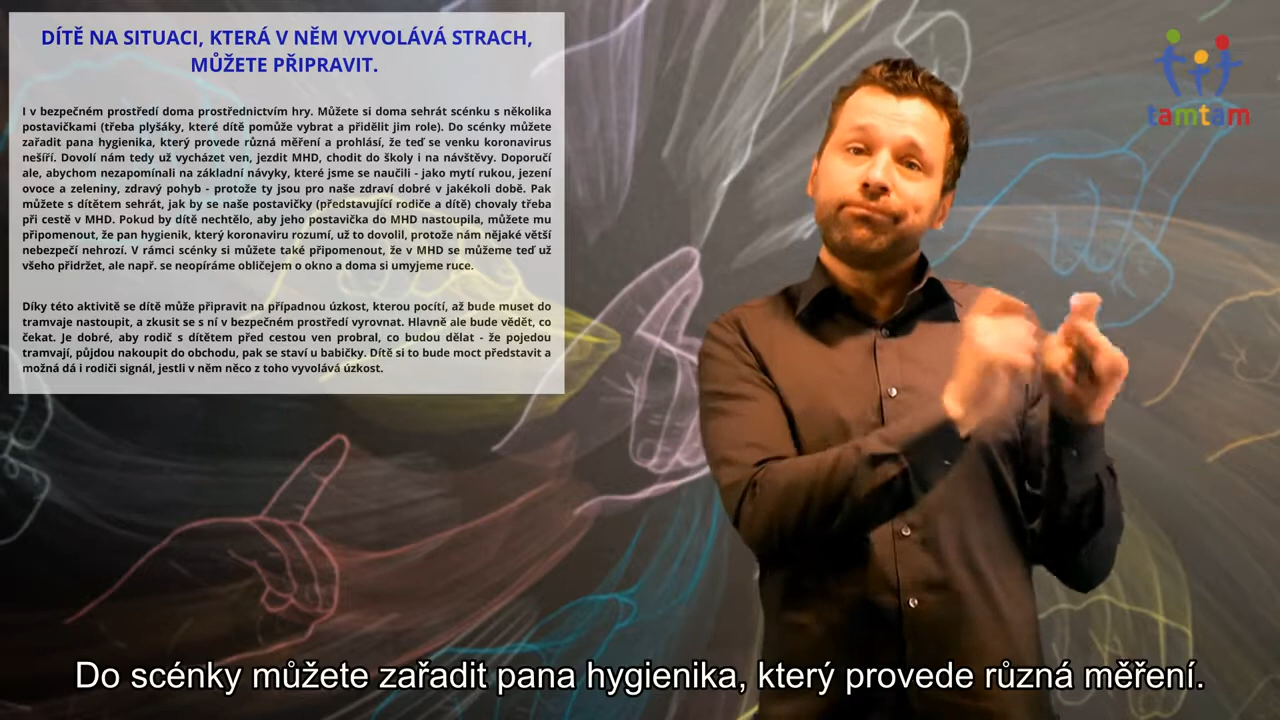 DÍTĚ NA SITUACI, KTERÁ V NĚM VYVOLÁVÁ STRACH,
MŮŽETE PŘIPRAVIT.
I v bezpečném prostředí doma prostřednictvím hry. Můžete si doma sehrát scénku s několika
postavičkami (třeba plyšáky, které dítě pomůže vybrat a přidělit jim role). Do scénky můžete
zařadit pana hygienika, který provede různá měření a prohlásí, že teď se venku koronavirus
nešíří. Dovolí nám tedy už vycházet ven, jezdit MHD, chodit do školy i na návštěvy. Doporučí
ale, abychom nezapomínali na základní návyky, které jsme se naučili - jako mytí rukou, jezení
ovoce a zeleniny, zdravý pohyb - protože ty jsou pro naše zdraví dobré v jakékoli době. Pak
můžete s dítětem sehrát, jak by se naše postavičky (představující rodiče a dítě) chovaly třeba
při cestě v MHD. Pokud by dítě nechtělo, aby jeho postavička do MHD nastoupila, můžete mu
připomenout, že pan hygienik, který koronaviru rozumí, už to dovolil, protože nám nějaké větší
nebezpečí nehrozí. V rámci scénky si můžete také připomenout, že v MHD se můžeme teď už
všeho přidržet, ale např. se neopíráme obličejem o okno a doma si umyjeme ruce.
Díky této aktivitě se dítě může připravit na případnou úzkost, kterou pocítí, až bude muset do
tramvaje nastoupit, a zkusit se s ní v bezpečném prostředí vyrovnat. Hlavně ale bude vědět, co
čekat. Je dobré, aby rodič s dítětem před cestou ven probral, co budou dělat - že pojedou
tramvají, půjdou nakoupit do obchodu, pak se staví u babičky. Dítě si to bude moct představit a
možná dá i rodiči signál, jestli v něm něco z toho vyvolává úzkost.
tamtam
Do scénky můžete zařadit pana hygienika, který provede různá měření.